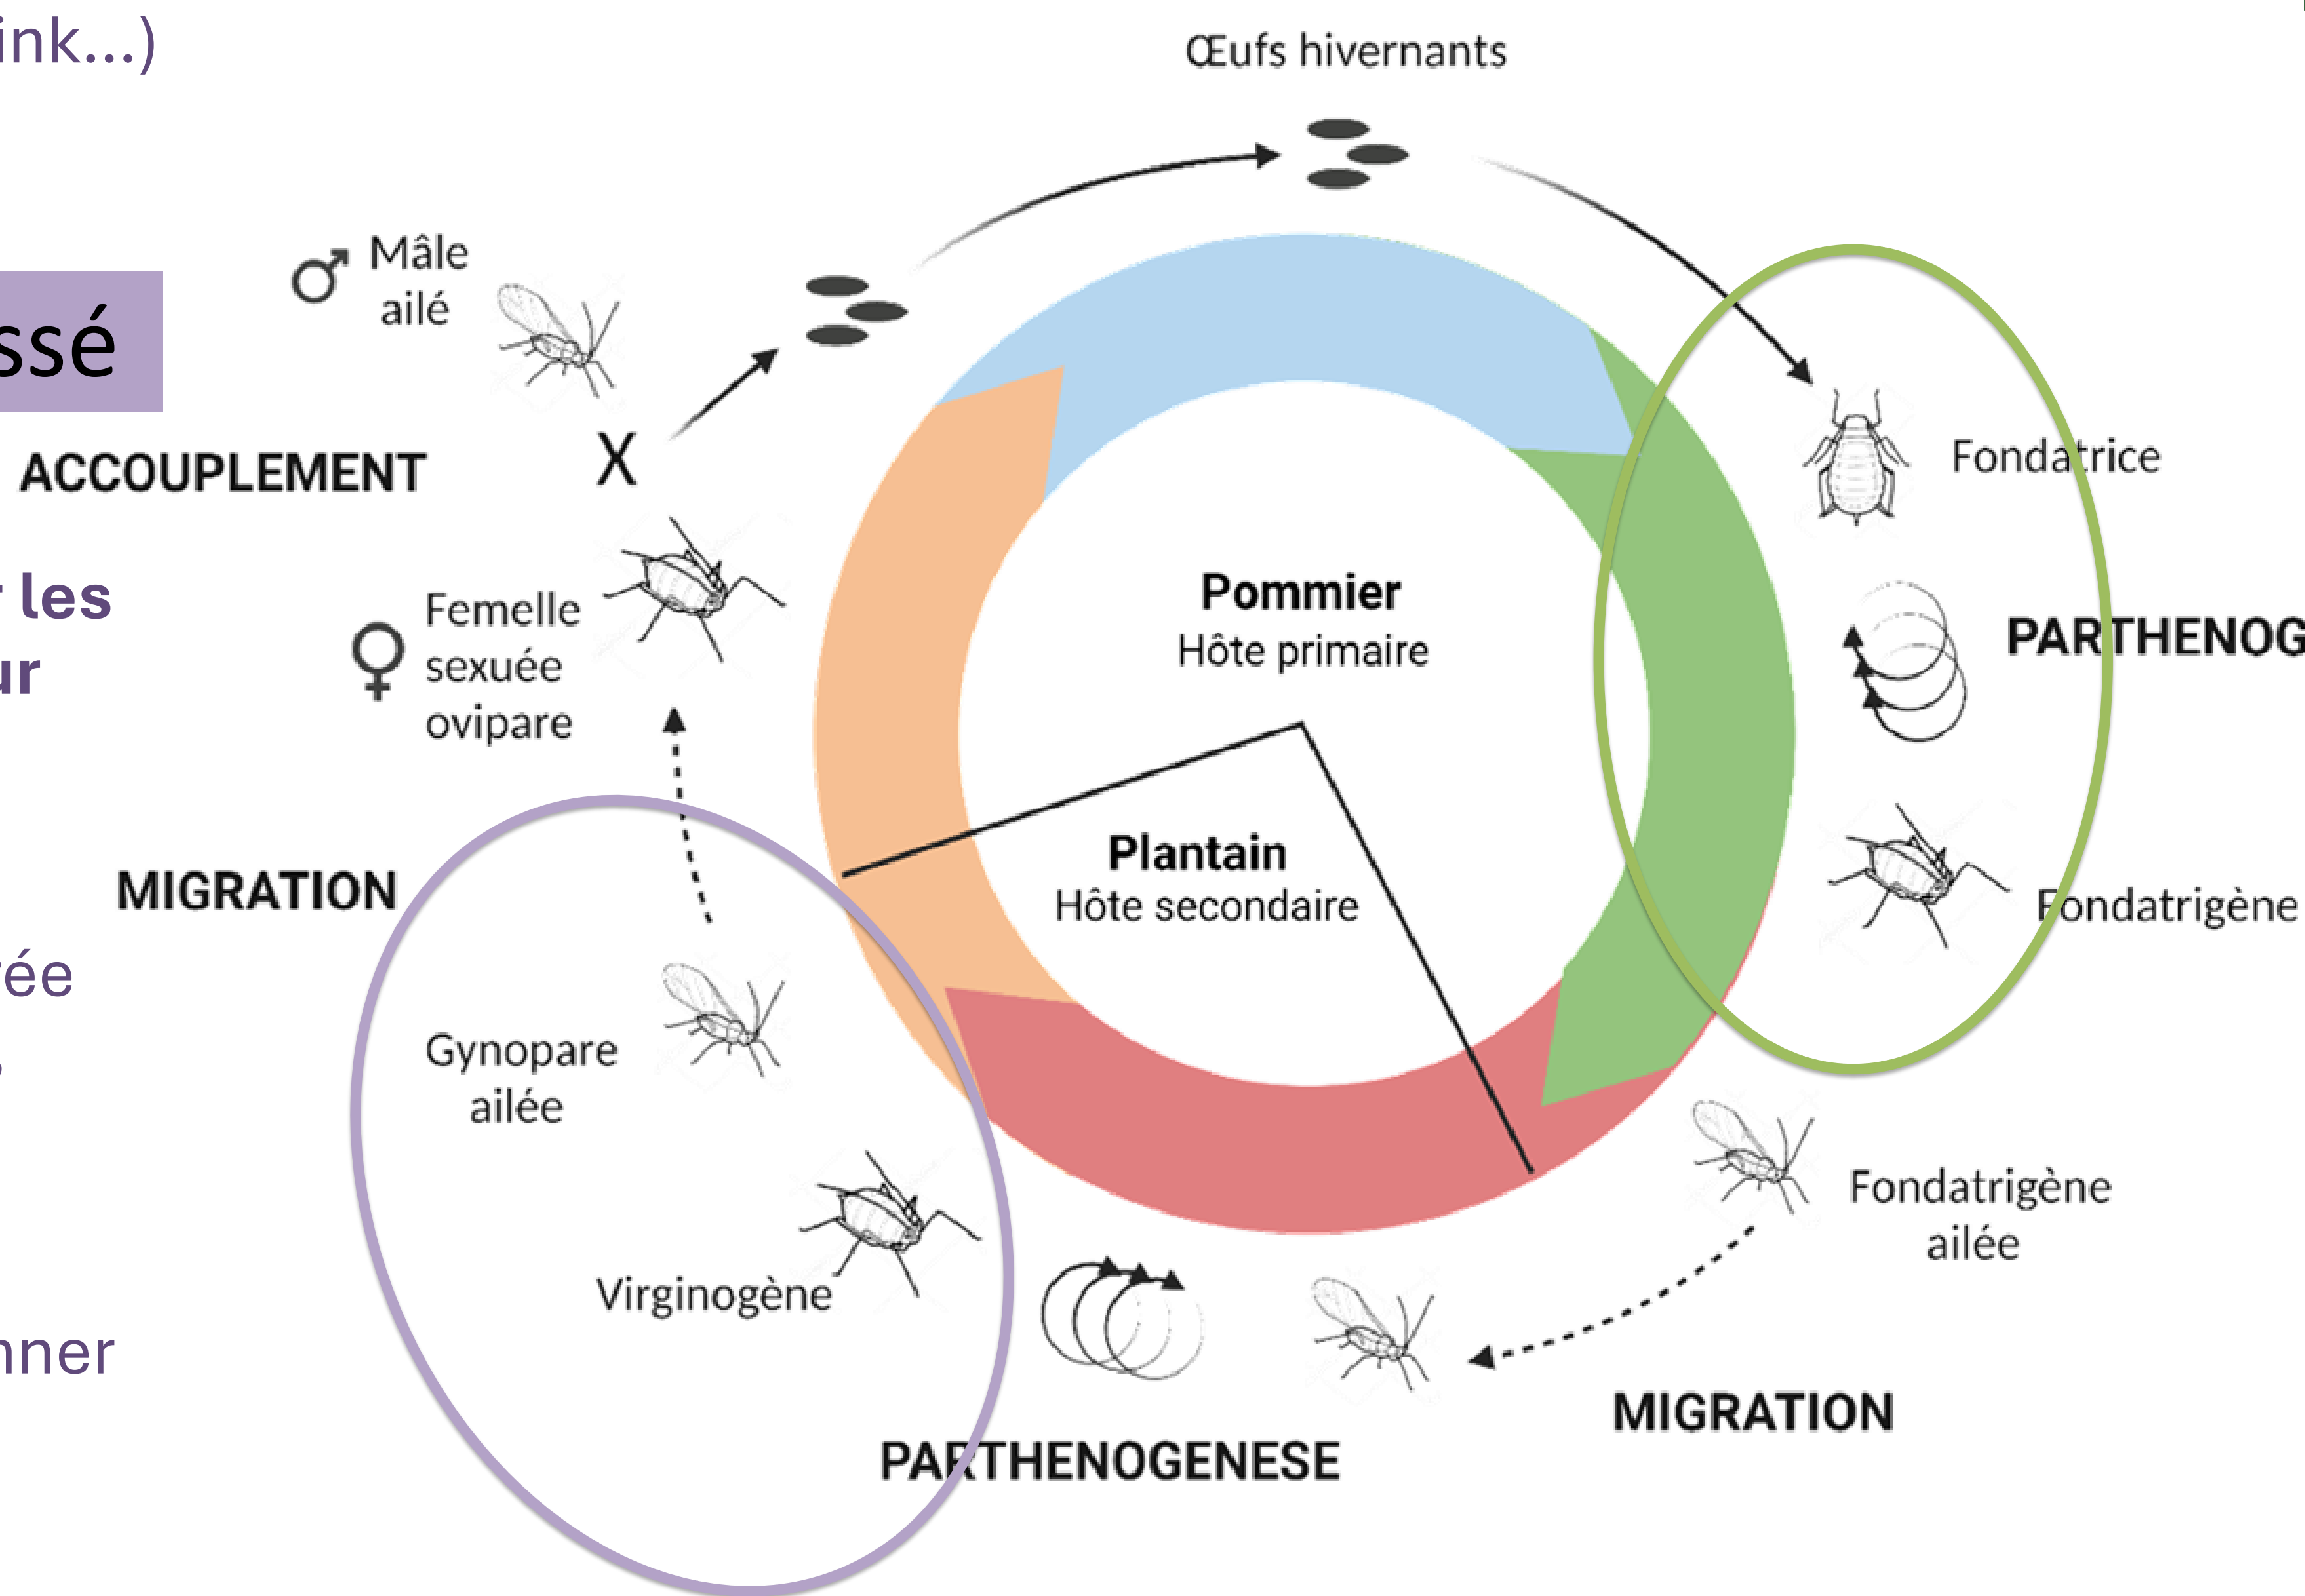 ink...)
ssé
r les
ur
rée
nner
Œufs hivernants
Mâle
ailé
ACCOUPLEMENT
X
Femelle
sexuée
ovipare
MIGRATION
Gynopare
ailée
Virginogène
PARTHENOGENESE
Pommier
Hôte primaire
Plantain
Hôte secondaire
Fondatrice
PARTHENOG
Fondatrigène
Fondatrigène
ailée
MIGRATION